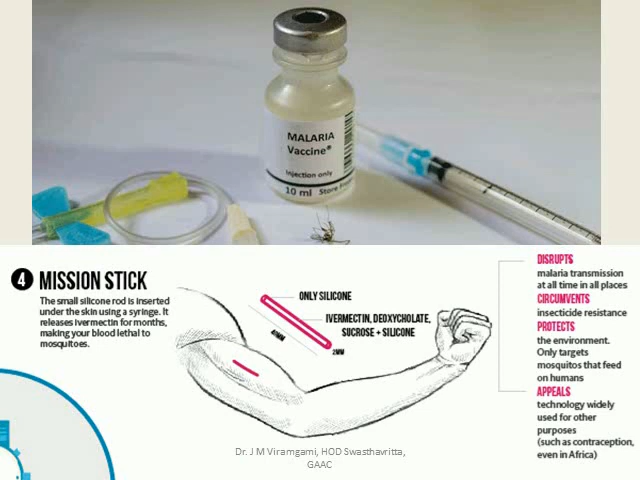 MALARIA
Vaccine®
Injection only
10 ml Store
4 MISSION STICK
The small silicone rod is inserted
under the skin using a syringe. It
releases ivermectin for months,
making your blood lethal to
mosquitoes.
ONLY SILICONE
IVERMECTIN, DEOXYCHOLATE,
SUCROSE + SILICONE
40MM
2MM
DISRUPTS
malaria transmission
at all time in all places
CIRCUMVENTS
insecticide resistance
PROTECTS
the environment.
Only targets
mosquitos that feed
on humans
APPEALS
technology widely
used for other
purposes
(such as contraception,
even in Africa)
Dr. J M Viramgami, HOD Swasthavritta,
GAAC